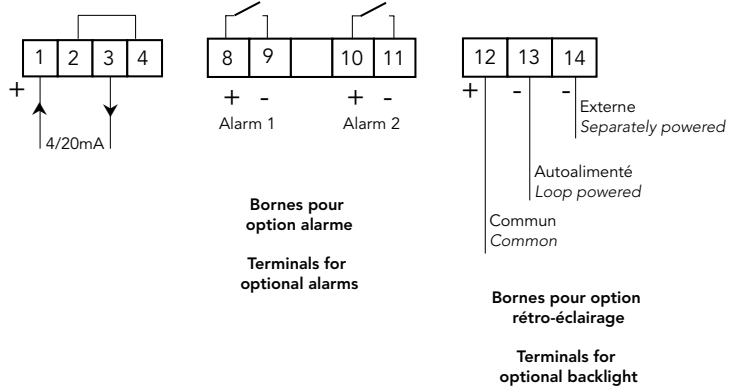 1 2 3 4
+
4/20mA
8 9 10 11
+ - + -
Alarm 1 Alarm 2
Bornes pour
option alarme
Terminals for
optional alarms
12 13 14
+ - -
Externe
Separately powered
Autoalimenté
Loop powered
Commun
Common
Bornes pour option
rétro-éclairage
Terminals for
optional backlight